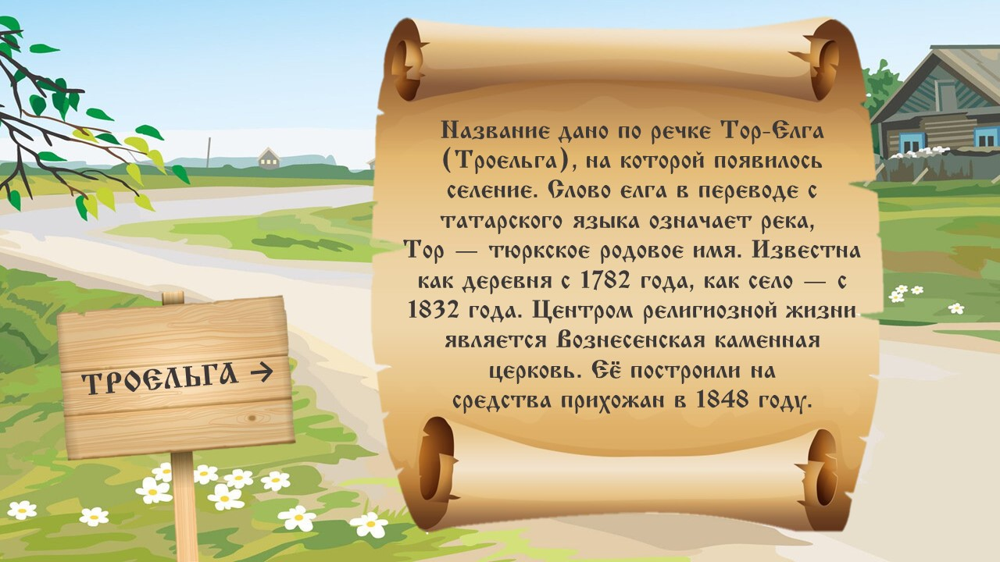 Название дано по речке Тор-Елга
(Троельга), на которой появилось
селение. Слово елга в переводе с
татарского языка означает река,
Тор — тюркское родовое имя. Известна
как деревня с 1782 года, как село — с
1832 года. Центром религиозной жизни
является Вознесенская каменная
церковь. Её построили на
средства прихожан в 1848 году.
ТРОЕЛЬГА →